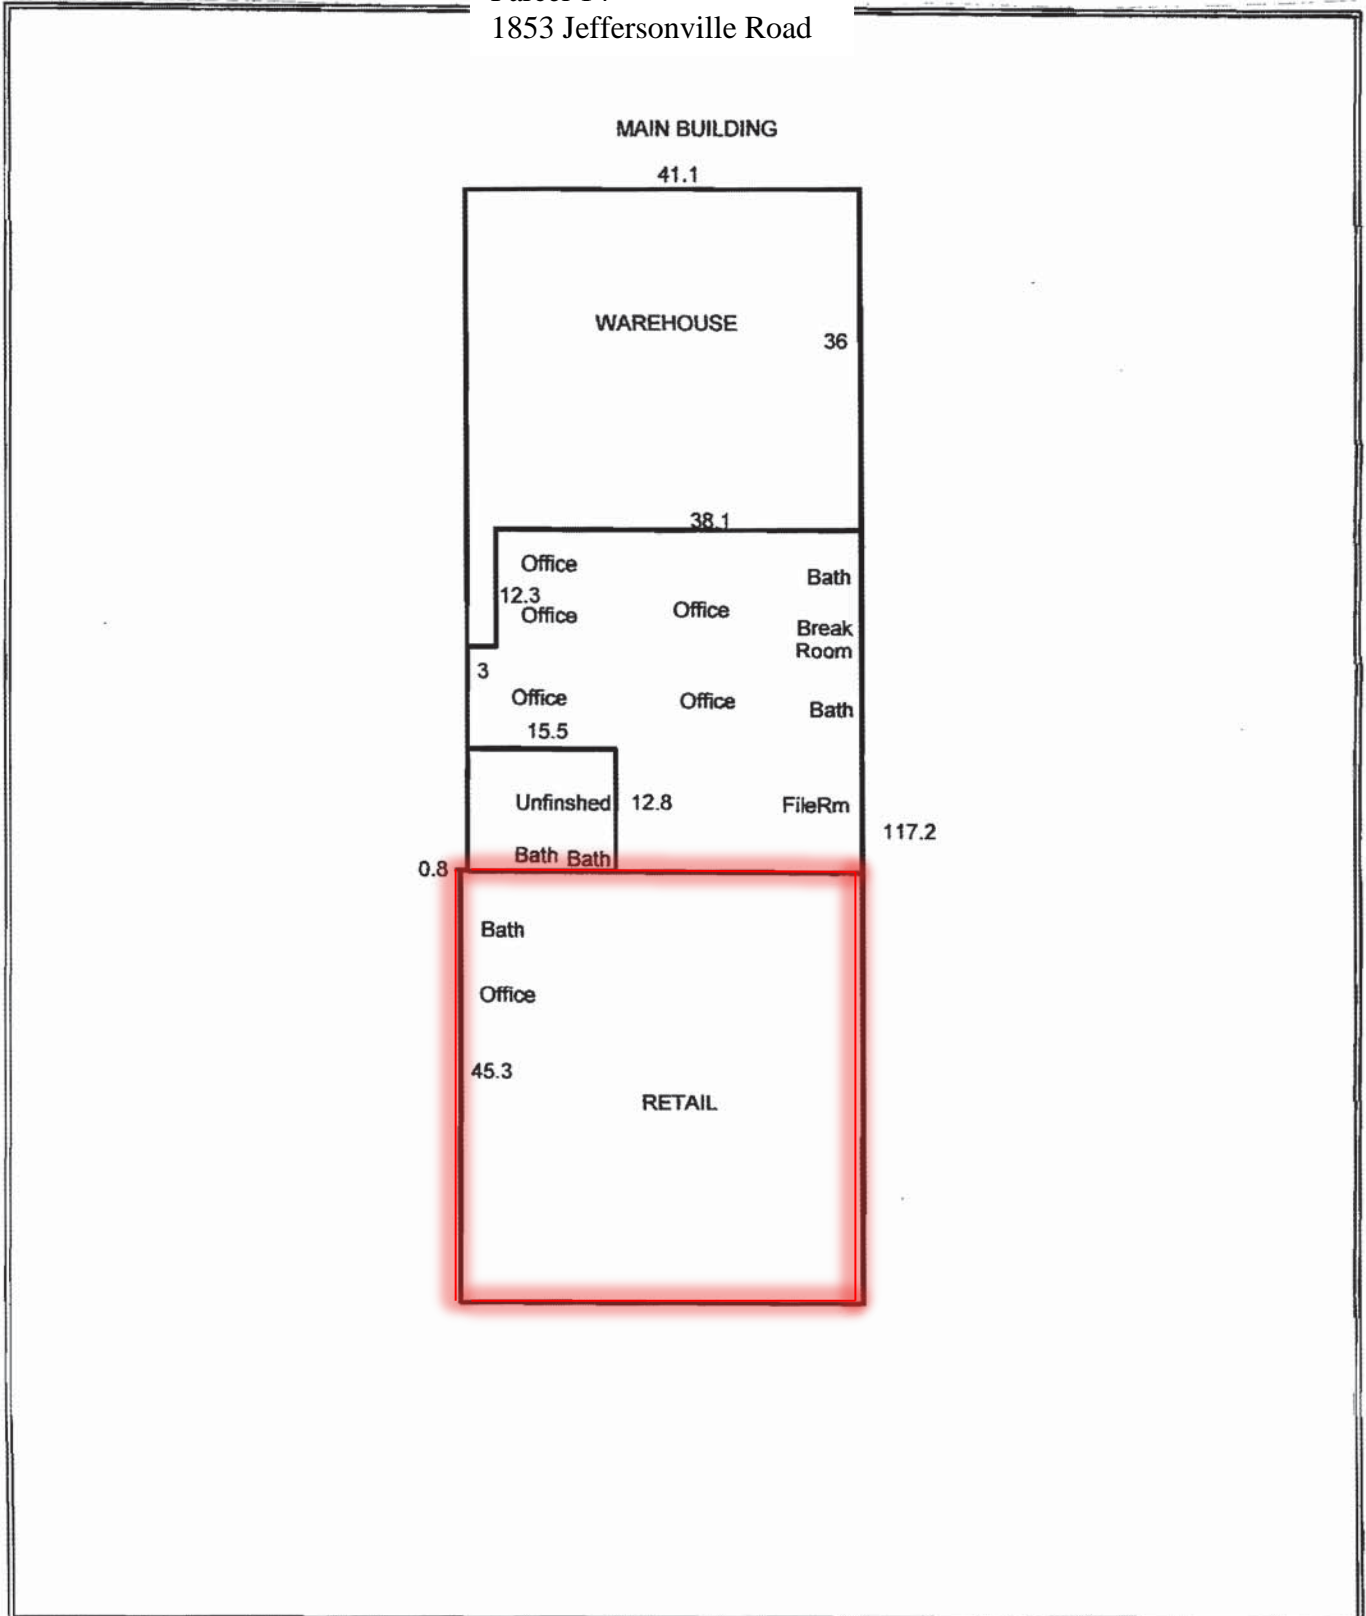 1853 Jeffersonville Road
MAIN BUILDING
41.1
WAREHOUSE
36
38.1
Office
Bath
12.3
Office
Office
Break
Room
3
Office
Office
Bath
15.5
Unfinshed
12.8
FileRm
117.2
Bath Bath
0.8
Bath
Office
45.3
RETAIL